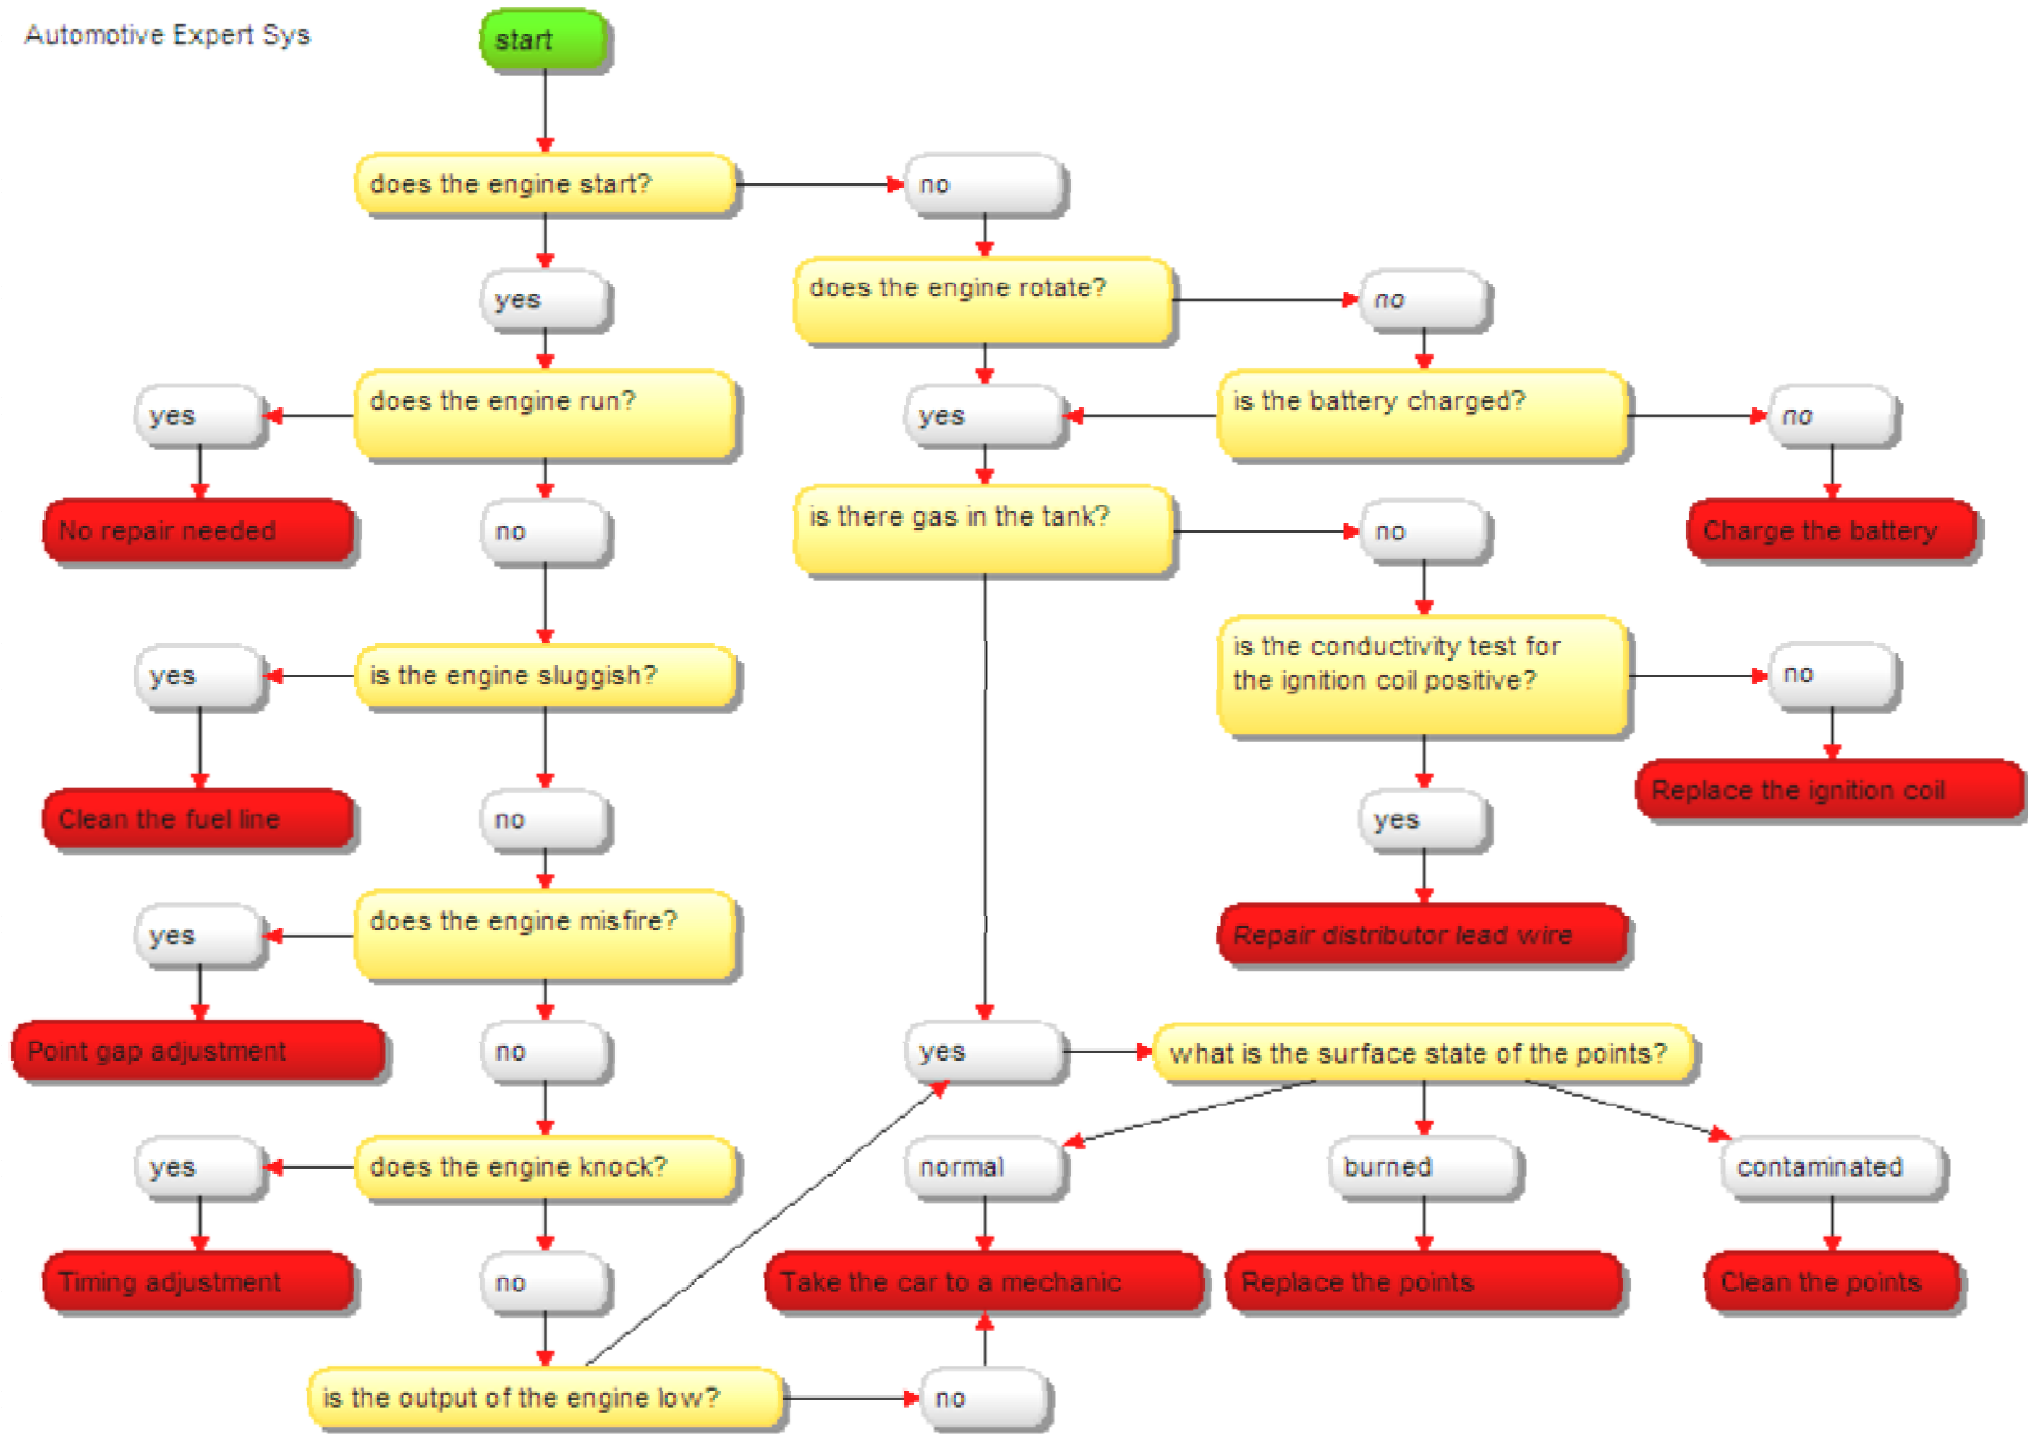 Automotive Expert Sys
start
does the engine start?
no
yes
does the engine rotate?
no
yes
does the engine run?
yes
is the battery charged?
no
No repair needed
no
is there gas in the tank?
no
Charge the battery
yes
is the engine sluggish?
is the conductivity test for
the ignition coil positive?
no
Clean the fuel line
no
yes
Replace the ignition coil
yes
does the engine misfire?
Repair distributor lead wire
Point gap adjustment
no
yes
what is the surface state of the points?
yes
does the engine knock?
normal
burned
contaminated
Timing adjustment
no
Take the car to a mechanic
Replace the points
Clean the points
is the output of the engine low?
no